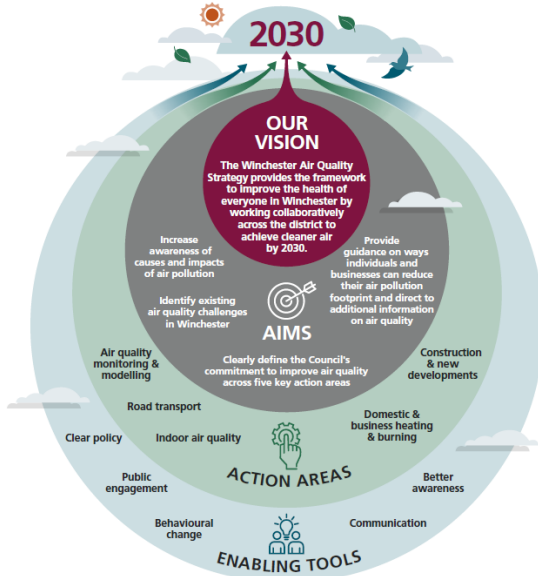 2030
OUR
VISION
The Winchester Air Quality
Strategy provides the framework
to improve the health of
everyone in Winchester by
working collaboratively
across the district to
achieve cleaner air
by 2030.
Increase
awareness of
causes and impacts
of air pollution
Identify existing
air quality challenges
in Winchester
Provide
guidance on ways
individuals and
businesses can reduce
their air pollution
footprint and direct to
additional information
on air quality
AIMS
Clearly define the Council's
commitment to improve air quality
across five key action areas
Air quality
monitoring &
modelling
Road transport
Indoor air quality
Construction
& new
developments
Domestic &
business heating
& burning
ACTION AREAS
Clear policy
Public
engagement
Behavioural
change
Better
awareness
Communication
ENABLING TOOLS